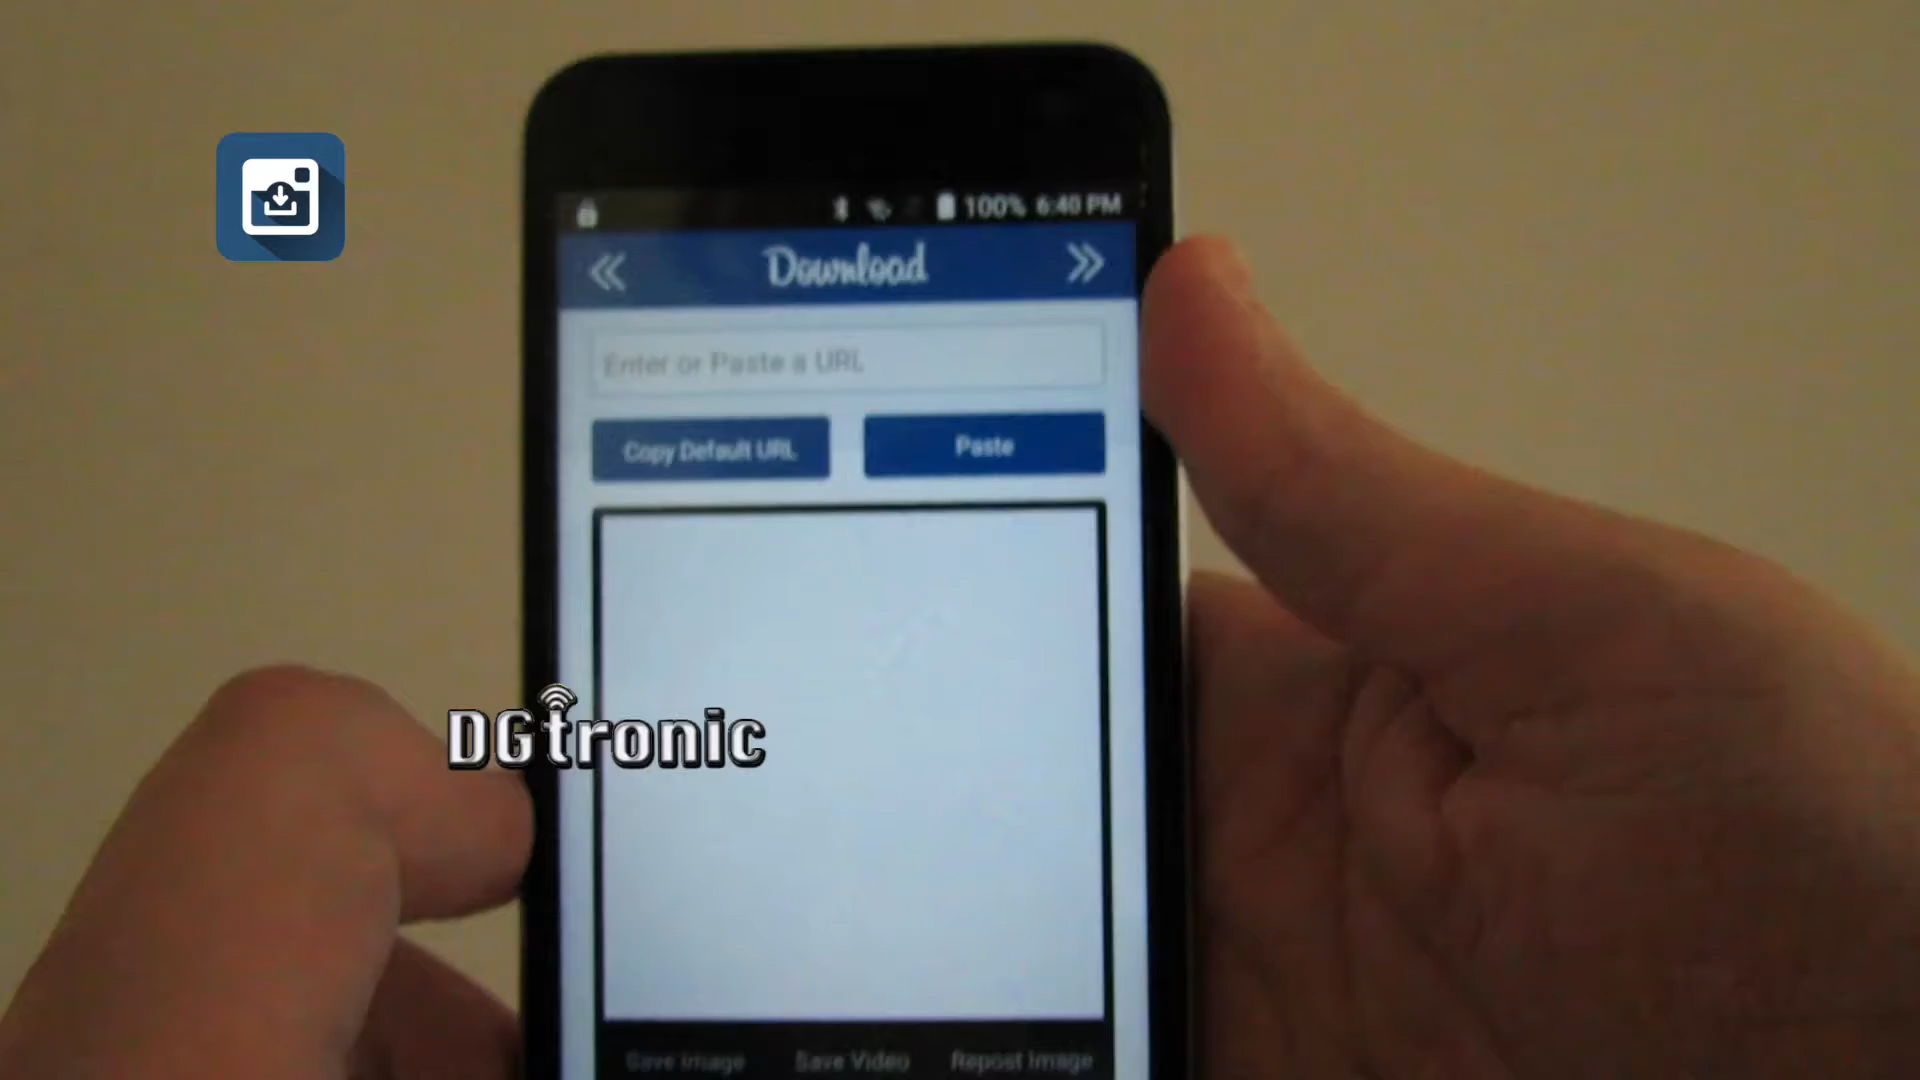 100% 6:40 PM
Download
Enter or Paste a URL
Copy Default URL
Paste
DGtronic
Save Image
Save Video
Repost Image